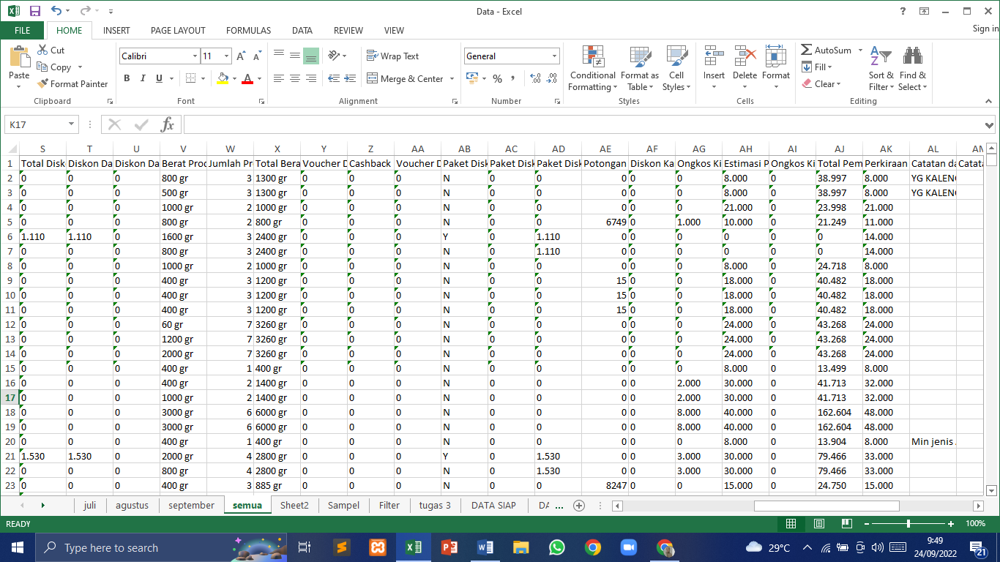 Data - Excel
FILE HOME INSERT PAGE LAYOUT FORMULAS DATA REVIEW VIEW Sign in
Paste Cut Copy Format Painter Calibri 11 B I U A Wrap Text Merge & Center General % , Conditional Formatting Format as Table Cell Styles Insert Delete Format AutoSum Fill Clear Sort & Filter Find & Select
Clipboard Font Alignment Number Styles Cells Editing
K17 fx
S T U V W X Y Z AA AB AC AD AE AF AG AH AI AJ AK AL AM
1 Total Disk Diskon Da Diskon Da Berat Prod Jumlah Pr Total Bera Voucher D Cashback Voucher D Paket Disk Paket Disk Paket Disk Potongan Diskon Ka Ongkos Ki Estimasi P Ongkos Ki Total Pem Perkiraan Catatan da Catata
2 0 0 0 800 gr 3 1300 gr 0 0 0 N 0 0 0 0 0 8.000 0 38.997 8.000 YG KALENG
3 0 0 0 500 gr 3 1300 gr 0 0 0 N 0 0 0 0 0 8.000 0 38.997 8.000 YG KALENG
4 0 0 0 1000 gr 2 1000 gr 0 0 0 N 0 0 0 0 0 21.000 0 23.998 21.000
5 0 0 0 800 gr 2 800 gr 0 0 0 N 0 0 6749 0 1.000 10.000 0 21.249 11.000
6 1.110 1.110 0 1600 gr 3 2400 gr 0 0 0 Y 0 1.110 0 0 0 0 0 0 14.000
7 0 0 0 800 gr 3 2400 gr 0 0 0 N 0 1.110 0 0 0 0 0 0 14.000
8 0 0 0 1000 gr 2 1000 gr 0 0 0 N 0 0 0 0 0 8.000 0 24.718 8.000
9 0 0 0 400 gr 3 1200 gr 0 0 0 N 0 0 15 0 0 18.000 0 40.482 18.000
10 0 0 0 400 gr 3 1200 gr 0 0 0 N 0 0 15 0 0 18.000 0 40.482 18.000
11 0 0 0 400 gr 3 1200 gr 0 0 0 N 0 0 15 0 0 18.000 0 40.482 18.000
12 0 0 0 60 gr 7 3260 gr 0 0 0 N 0 0 0 0 0 24.000 0 43.268 24.000
13 0 0 0 1200 gr 7 3260 gr 0 0 0 N 0 0 0 0 0 24.000 0 43.268 24.000
14 0 0 0 2000 gr 7 3260 gr 0 0 0 N 0 0 0 0 0 24.000 0 43.268 24.000
15 0 0 0 400 gr 1 400 gr 0 0 0 N 0 0 0 0 0 8.000 0 13.499 8.000
16 0 0 0 400 gr 2 1400 gr 0 0 0 N 0 0 0 0 2.000 30.000 0 41.713 32.000
17 0 0 0 1000 gr 2 1400 gr 0 0 0 N 0 0 0 0 2.000 30.000 0 41.713 32.000
18 0 0 0 3000 gr 6 6000 gr 0 0 0 N 0 0 0 0 8.000 40.000 0 162.604 48.000
19 0 0 0 3000 gr 6 6000 gr 0 0 0 N 0 0 0 0 8.000 40.000 0 162.604 48.000
20 0 0 0 400 gr 1 400 gr 0 0 0 N 0 0 0 0 0 8.000 0 13.904 8.000 Min jenis
21 1.530 1.530 0 2000 gr 4 2800 gr 0 0 0 Y 0 1.530 0 0 3.000 30.000 0 79.466 33.000
22 0 0 0 800 gr 4 2800 gr 0 0 0 N 0 1.530 0 0 3.000 30.000 0 79.466 33.000
23 0 0 0 400 gr 3 885 gr 0 0 0 N 0 0 8247 0 0 15.000 0 24.750 15.000
juli agustus september semua Sheet2 Sampel Filter tugas 3 DATA SIAP DA ...
READY 100%
Type here to search 29°C 9:49
24/09/2022 21